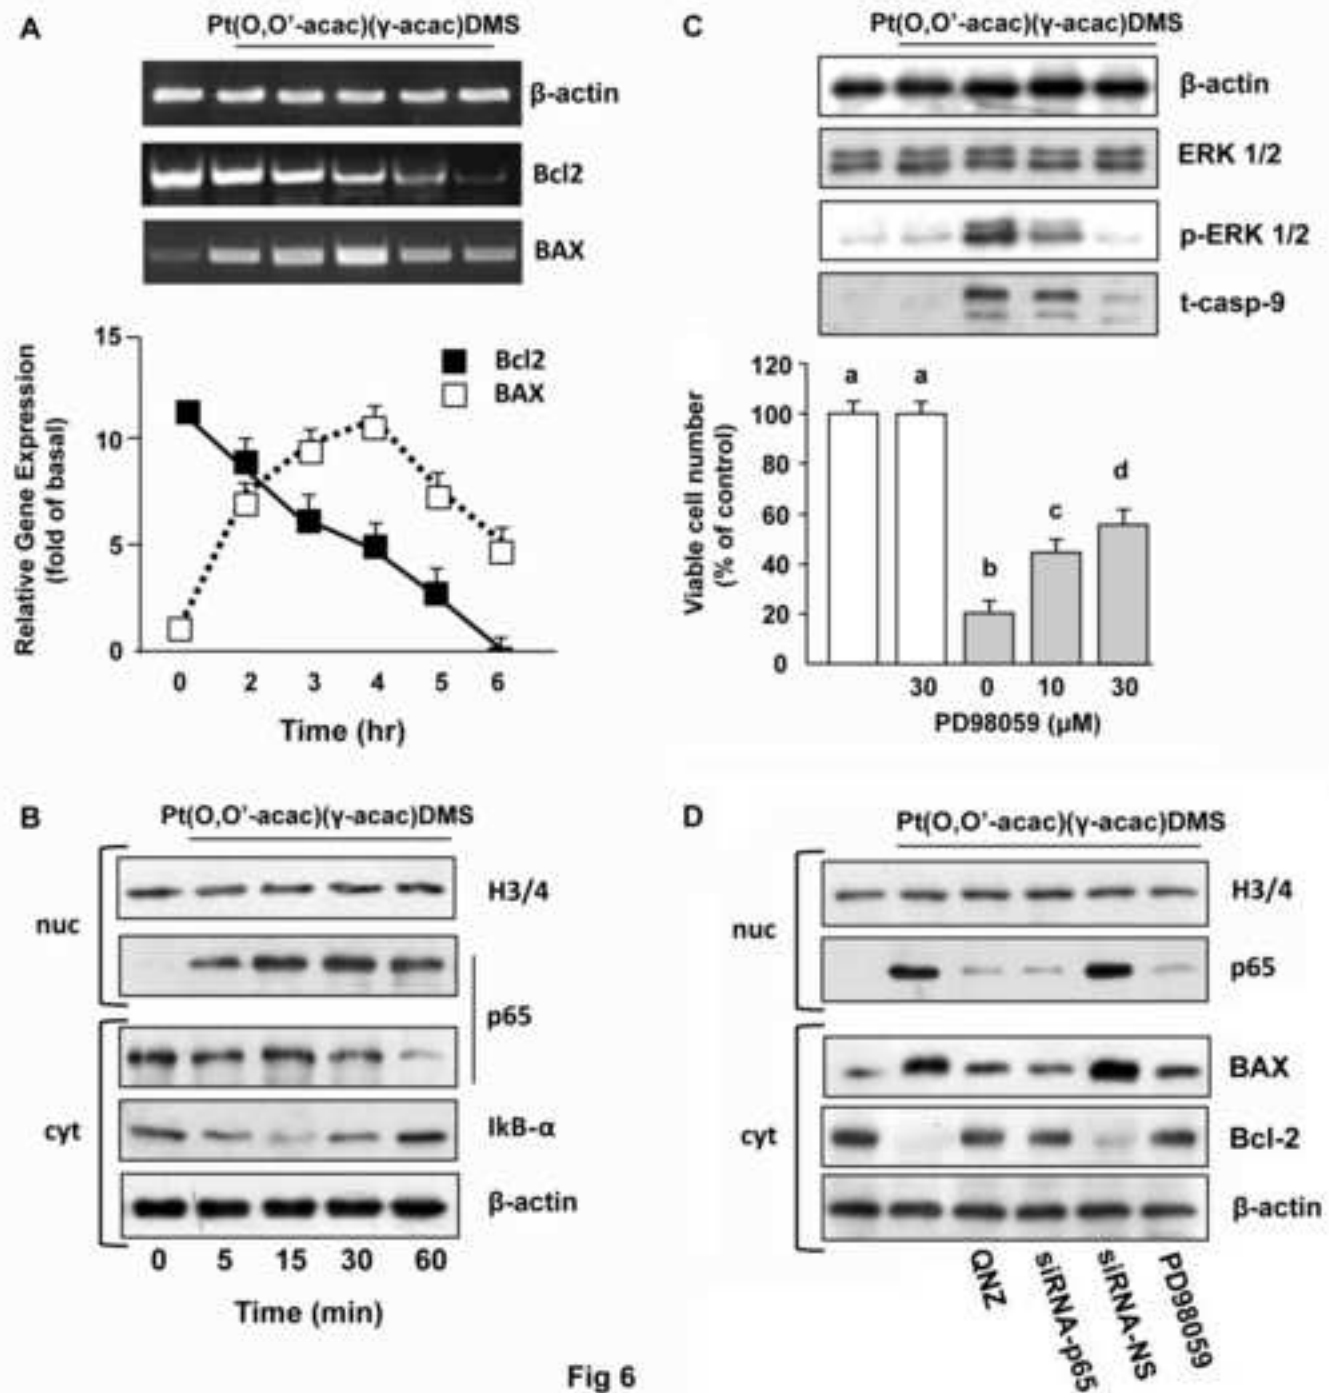 A
Pt(O,O'-acac)(γ-acac)DMS
β-actin
Bcl2
BAX
15
10
5
0
Relative Gene Expression
(fold of basal)
Bcl2
BAX
0 2 3 4 5 6
Time (hr)
C
Pt(O,O'-acac)(γ-acac)DMS
β-actin
ERK 1/2
p-ERK 1/2
t-casp-9
120
100
80
60
40
20
0
Viable cell number
(% of control)
a a b c d
30 0 10 30
PD98059 (μM)
B
Pt(O,O'-acac)(γ-acac)DMS
nuc
H3/4
p65
cyt
IkB-α
β-actin
0 5 15 30 60
Time (min)
D
Pt(O,O'-acac)(γ-acac)DMS
nuc
H3/4
p65
cyt
BAX
Bcl-2
β-actin
QNZ
siRNA-p65
siRNA-NS
PD98059
Fig 6